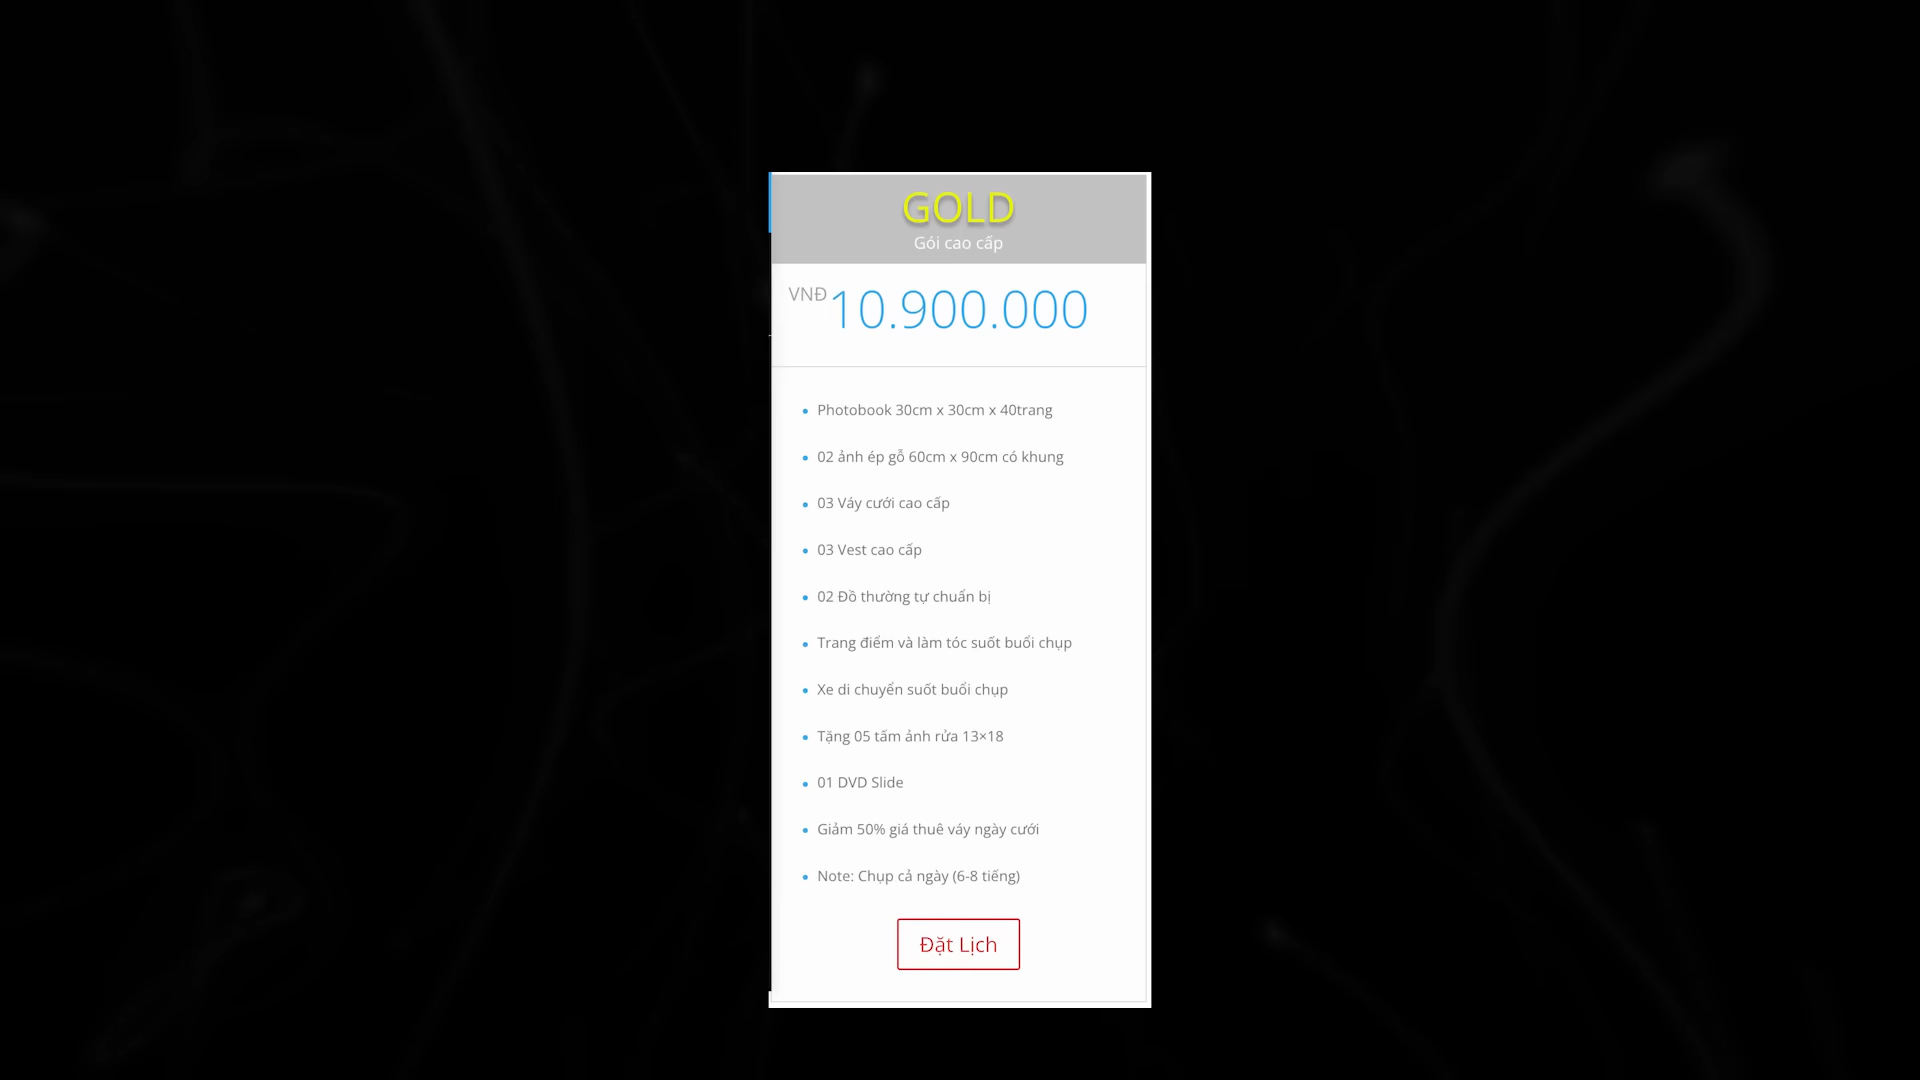 GOLD
Gói cao cấp
VNĐ 10.900.000
Photobook 30cm x 30cm x 40trang
02 ảnh ép gỗ 60cm x 90cm có khung
03 Váy cưới cao cấp
03 Vest cao cấp
02 Đồ thường tự chuẩn bị
Trang điểm và làm tóc suốt buổi chụp
Xe di chuyển suốt buổi chụp
Tặng 05 tấm ảnh rửa 13×18
01 DVD Slide
Giảm 50% giá thuê váy ngày cưới
Note: Chụp cả ngày (6-8 tiếng)
Đặt Lịch